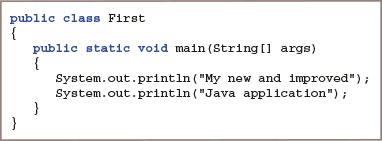 public class First
{
   public static void main(String[] args)
   {
      System.out.println("My new and improved");
      System.out.println("Java application");
   }
}